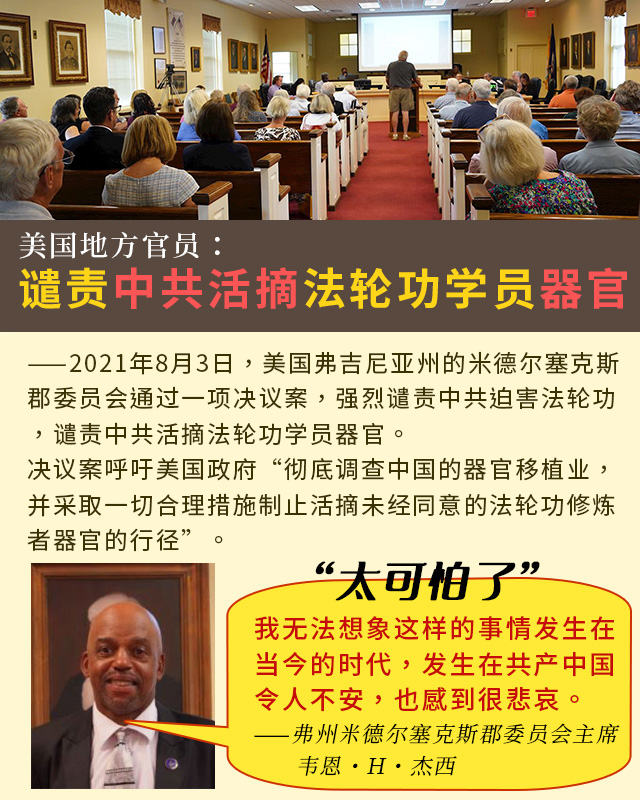 美国地方官员：
谴责中共活摘法轮功学员器官
——2021年8月3日，美国弗吉尼亚州的米德尔塞克斯
郡委员会通过一项决议案，强烈谴责中共迫害法轮功
，谴责中共活摘法轮功学员器官。
决议案呼吁美国政府“彻底调查中国的器官移植业，
并采取一切合理措施制止活摘未经同意的法轮功修炼
者器官的行径”。
“太可怕了”
我无法想象这样的事情发生在
当今的时代，发生在共产中国
令人不安，也感到很悲哀。
——弗州米德尔塞克斯郡委员会主席
韦恩·H·杰西